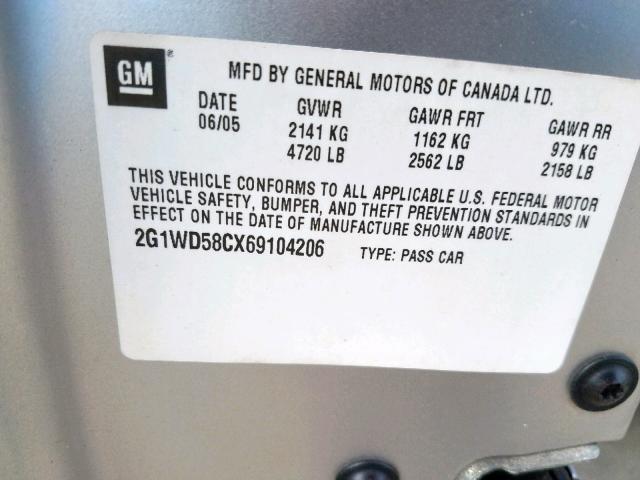 GM®
MFD BY GENERAL MOTORS OF CANADA LTD.
DATE GVWR GAWR FRT GAWR RR
06/05 2141 KG 1162 KG 979 KG
4720 LB 2562 LB 2158 LB
THIS VEHICLE CONFORMS TO ALL APPLICABLE U.S. FEDERAL MOTOR
VEHICLE SAFETY, BUMPER, AND THEFT PREVENTION STANDARDS IN
EFFECT ON THE DATE OF MANUFACTURE SHOWN ABOVE.
2G1WD58CX69104206 TYPE: PASS CAR